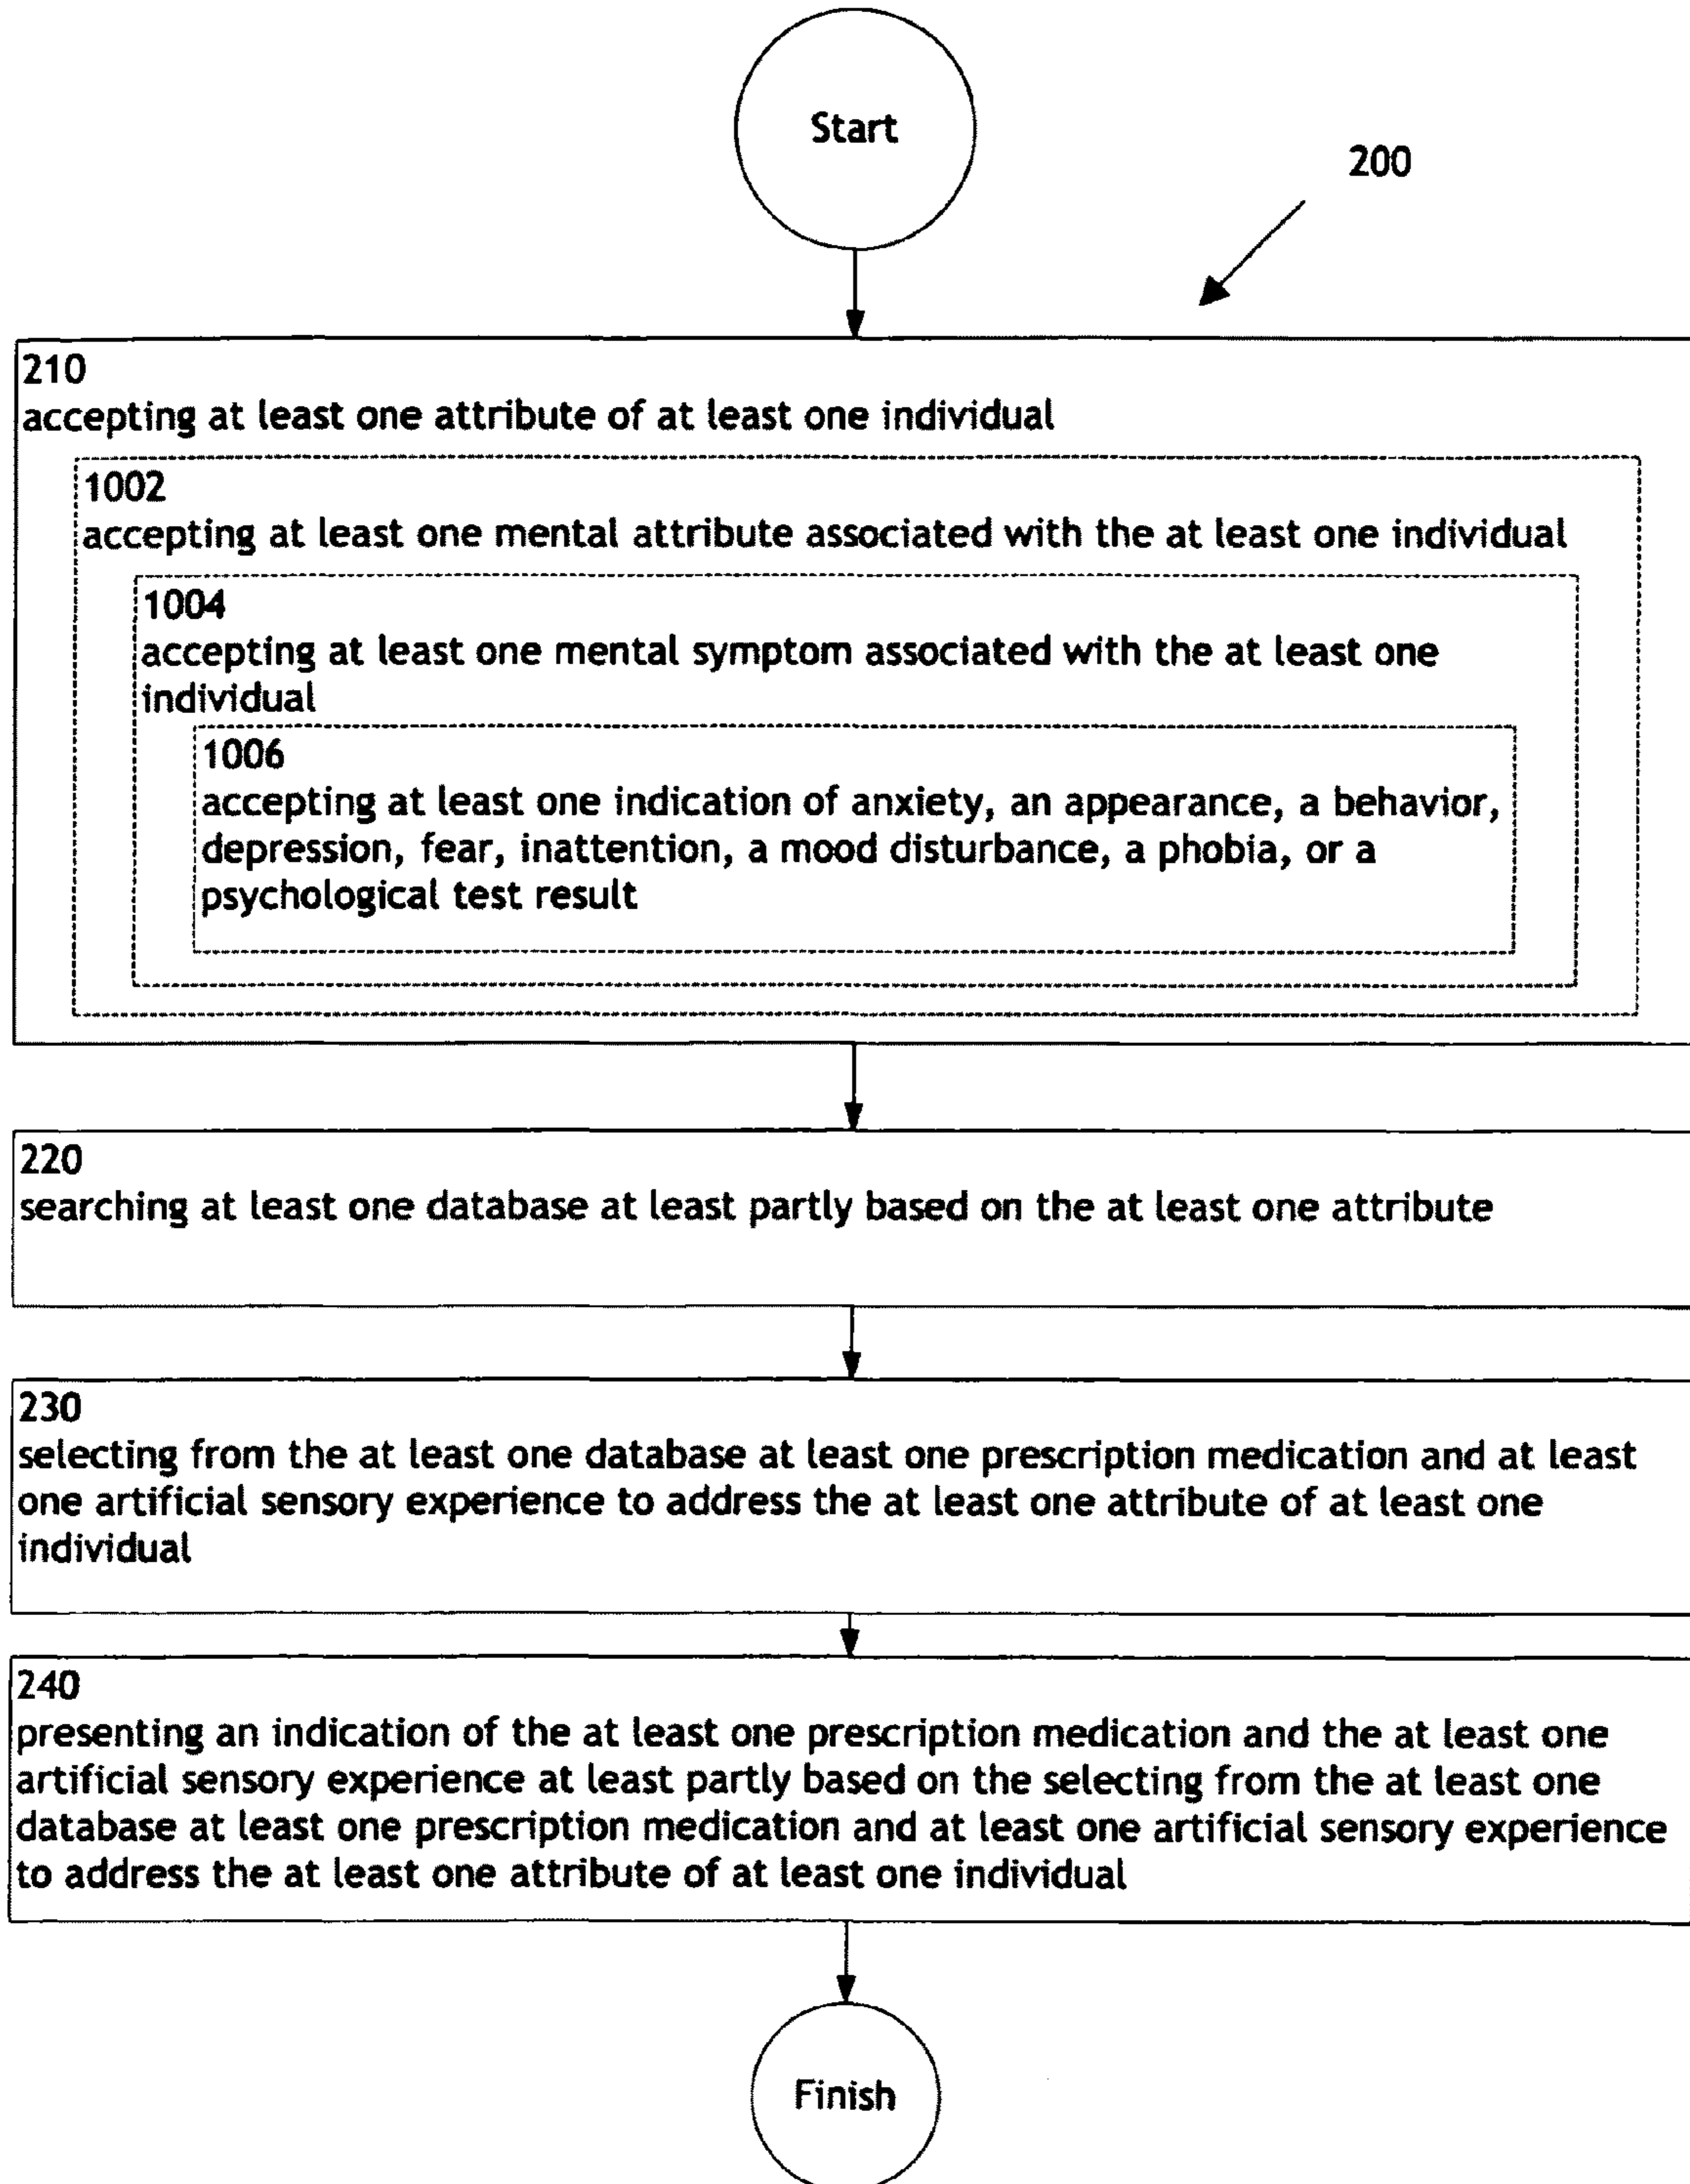 Start
200
210
accepting at least one attribute of at least one individual
1002
accepting at least one mental attribute associated with the at least one individual
1004
accepting at least one mental symptom associated with the at least one
individual
1006
accepting at least one indication of anxiety, an appearance, a behavior,
depression, fear, inattention, a mood disturbance, a phobia, or a
psychological test result
220
searching at least one database at least partly based on the at least one attribute
230
selecting from the at least one database at least one prescription medication and at least
one artificial sensory experience to address the at least one attribute of at least one
individual
240
presenting an indication of the at least one prescription medication and the at least one
artificial sensory experience at least partly based on the selecting from the at least one
database at least one prescription medication and at least one artificial sensory experience
to address the at least one attribute of at least one individual
Finish